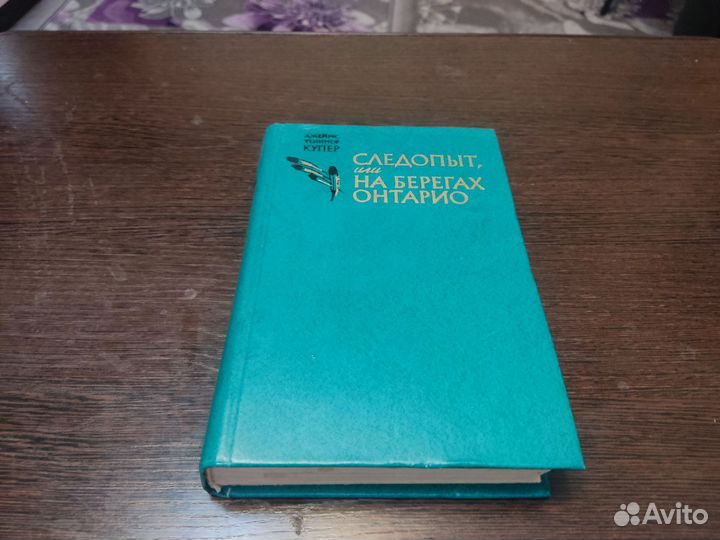 ДЖЕЙМС
ФЕНИМОР
КУПЕР
СЛЕДОПЫТ,
или
НА БЕРЕГАХ
ОНТАРИО
Avito